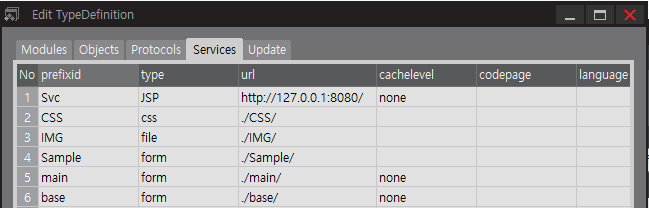 Edit TypeDefinition
Modules Objects Protocols Services Update
No prefixid type url cachelevel codepage language
1 Svc JSP http://127.0.0.1:8080/ none
2 CSS css ./CSS/
3 IMG file ./IMG/
4 Sample form ./Sample/
5 main form ./main/ none
6 base form ./base/ none